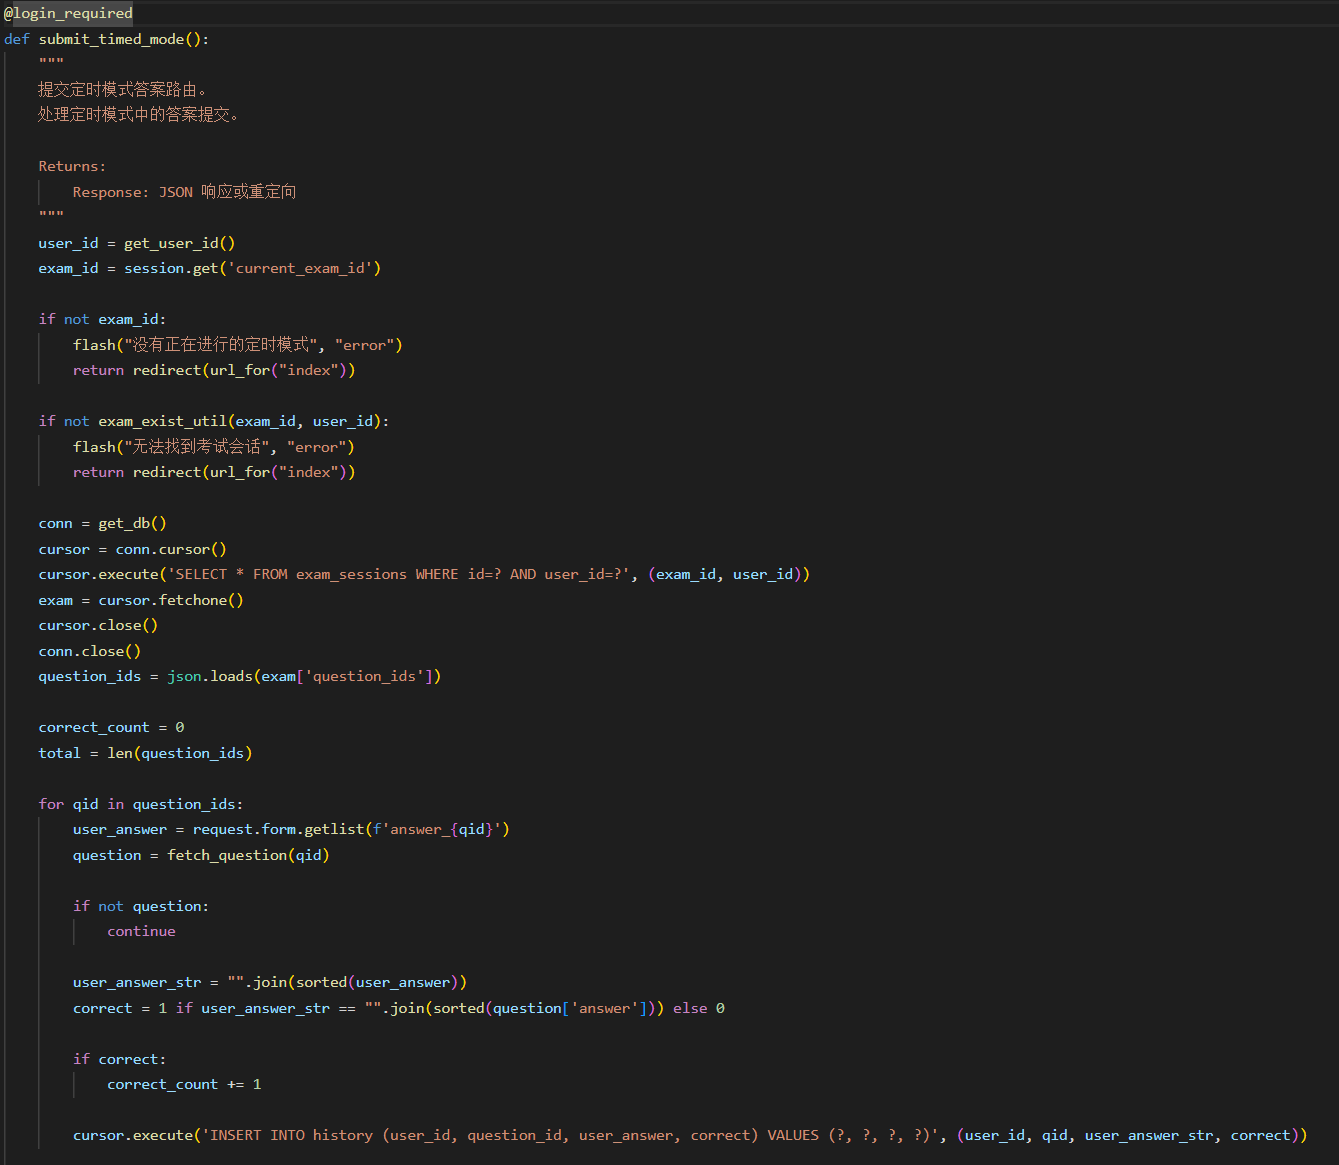 @login_required
def submit_timed_mode():
    """
    提交定时模式答案路由。
    处理定时模式中的答案提交。

    Returns:
        Response: JSON 响应或重定向
    """
    user_id = get_user_id()
    exam_id = session.get('current_exam_id')

    if not exam_id:
        flash("没有正在进行的定时模式", "error")
        return redirect(url_for("index"))

    if not exam_exist_util(exam_id, user_id):
        flash("无法找到考试会话", "error")
        return redirect(url_for("index"))

    conn = get_db()
    cursor = conn.cursor()
    cursor.execute('SELECT * FROM exam_sessions WHERE id=? AND user_id=?', (exam_id, user_id))
    exam = cursor.fetchone()
    cursor.close()
    conn.close()
    question_ids = json.loads(exam['question_ids'])

    correct_count = 0
    total = len(question_ids)

    for qid in question_ids:
        user_answer = request.form.getlist(f'answer_{qid}')
        question = fetch_question(qid)

        if not question:
            continue

        user_answer_str = "".join(sorted(user_answer))
        correct = 1 if user_answer_str == "".join(sorted(question['answer'])) else 0

        if correct:
            correct_count += 1

        cursor.execute('INSERT INTO history (user_id, question_id, user_answer, correct) VALUES (?, ?, ?, ?)', (user_id, qid, user_answer_str, correct))